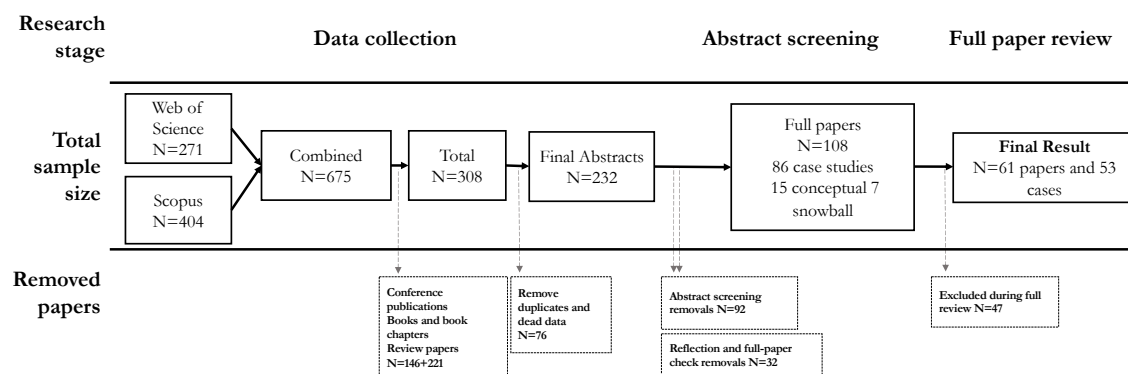 Research
stage
Data collection
Abstract screening
Full paper review
Total
sample
size
Web of
Science
N=271
Scopus
N=404
Combined
N=675
Total
N=308
Final Abstracts
N=232
Full papers
N=108
86 case studies
15 conceptual 7
snowball
Final Result
N=61 papers and 53
cases
Removed
papers
Conference
publications
Books and book
chapters
Review papers
N=146+221
Remove
duplicates and
dead data
N=76
Abstract screening
removals N=92
Reflection and full-paper
check removals N=32
Excluded during full
review N=47